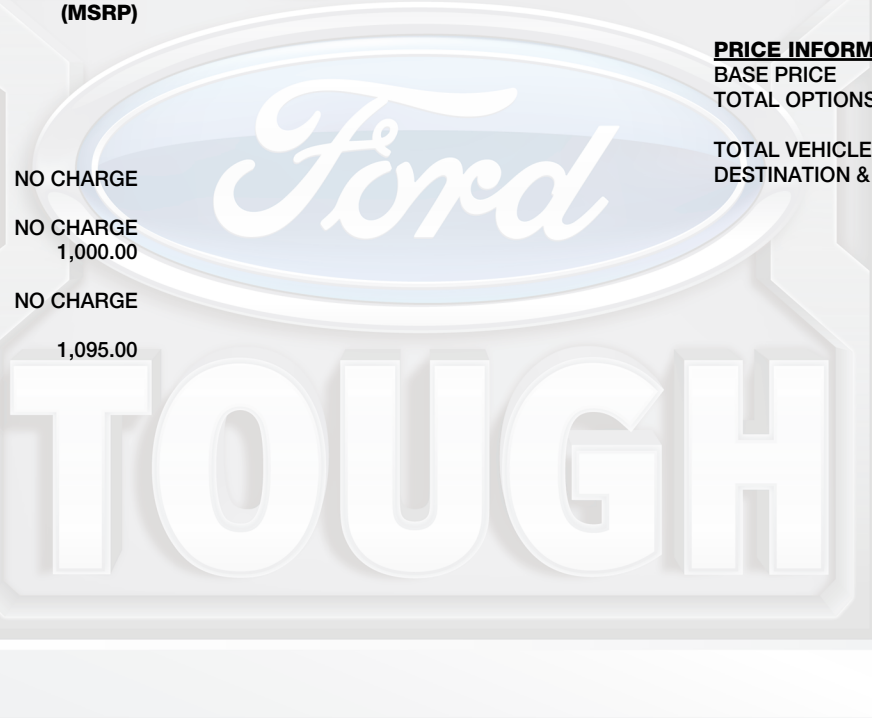 (MSRP)
NO CHARGE
NO CHARGE
1,000.00
NO CHARGE
1,095.00
PRICE INFORM
BASE PRICE
TOTAL OPTIONS
TOTAL VEHICLE
DESTINATION &
Ford
TOUGH